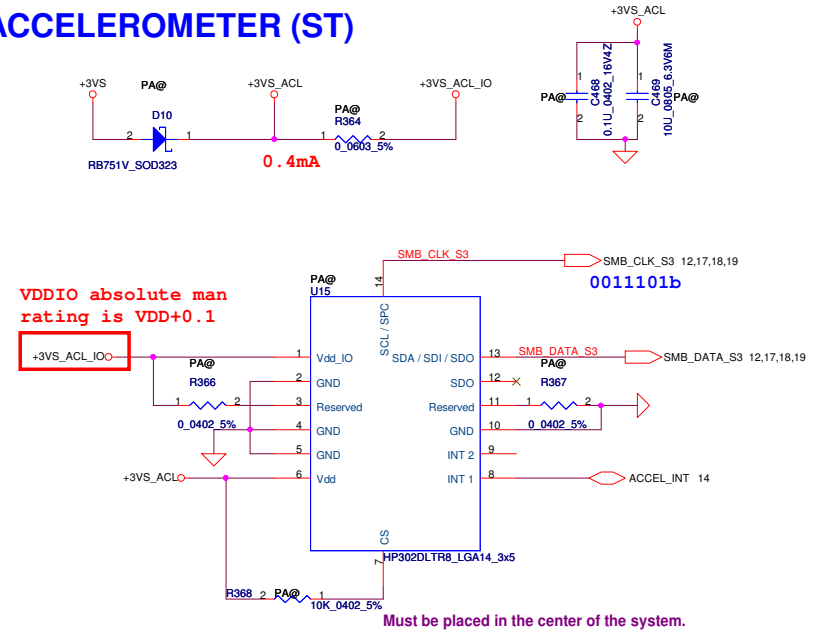 ACCELEROMETER (ST)
+3VS
PA@
+3VS_ACL
+3VS_ACL_IO
D10
PA@
R364
2
1
1
2
RB751V_SOD323
0_0603_5%
0.4mA
+3VS_ACL
PA@
1
2
C468
0.1U_0402_16V4Z
1
2
C469
10U_0805_6.3V6M
PA@
SMB_CLK_S3
SMB_CLK_S3 12,17,18,19
0011101b
PA@
U15
14
SCL / SPC
VDDIO absolute man
rating is VDD+0.1
+3VS_ACL_IO
1
Vdd_IO
SDA / SDI / SDO
13
SMB_DATA_S3
SMB_DATA_S3 12,17,18,19
PA@
R366
2
GND
SDO
12
PA@
R367
1
2
3
Reserved
Reserved
11
1
2
0_0402_5%
4
GND
GND
10
0_0402_5%
5
GND
INT 2
9
+3VS_ACL
6
Vdd
INT 1
8
ACCEL_INT 14
CS
7
HP302DLTR8_LGA14_3x5
R368
2
PA@
1
10K_0402_5%
Must be placed in the center of the system.